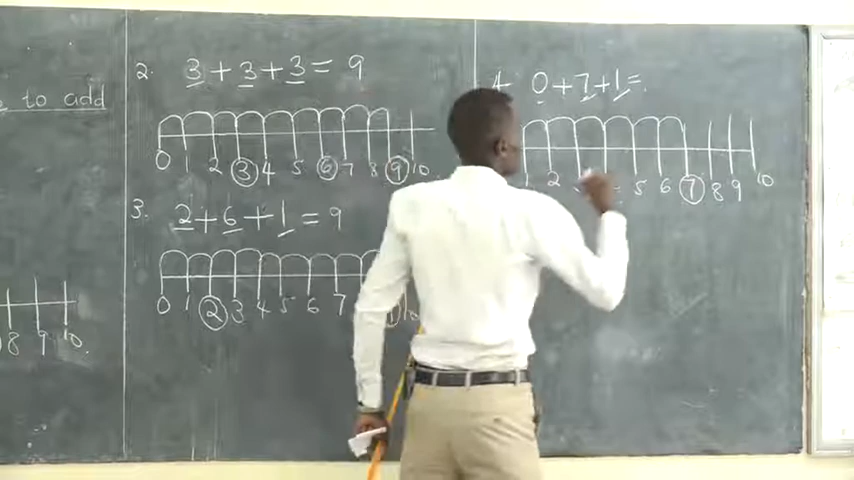 to add
8 9 10
2. 3 + 3 + 3 = 9
0 1 2 3 4 5 6 7 8 9 10
3. 2 + 6 + 1 = 9
0 1 2 3 4 5 6 7
4. 0 + 7 + 1 =
2 5 6 7 8 9 10